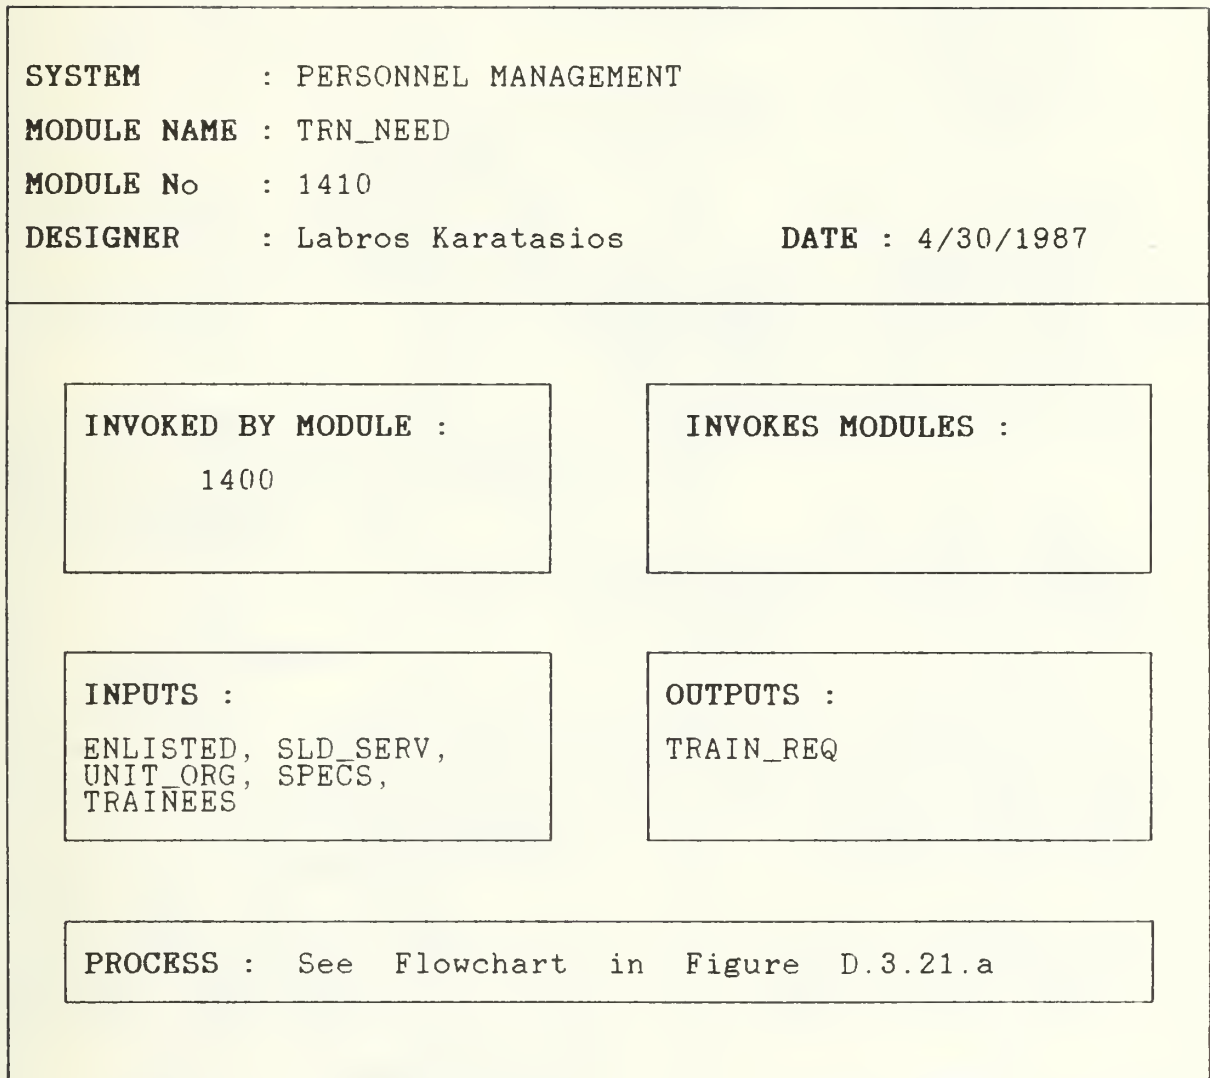 SYSTEM : PERSONNEL MANAGEMENT
MODULE NAME : TRN_NEED
MODULE No : 1410
DESIGNER : Labros Karatasios DATE : 4/30/1987
INVOKED BY MODULE :
1400
INVOKES MODULES :
INPUTS :
ENLISTED, SLD_SERV,
UNIT_ORG, SPECS,
TRAINEES
OUTPUTS :
TRAIN_REQ
PROCESS : See Flowchart in Figure D.3.21.a